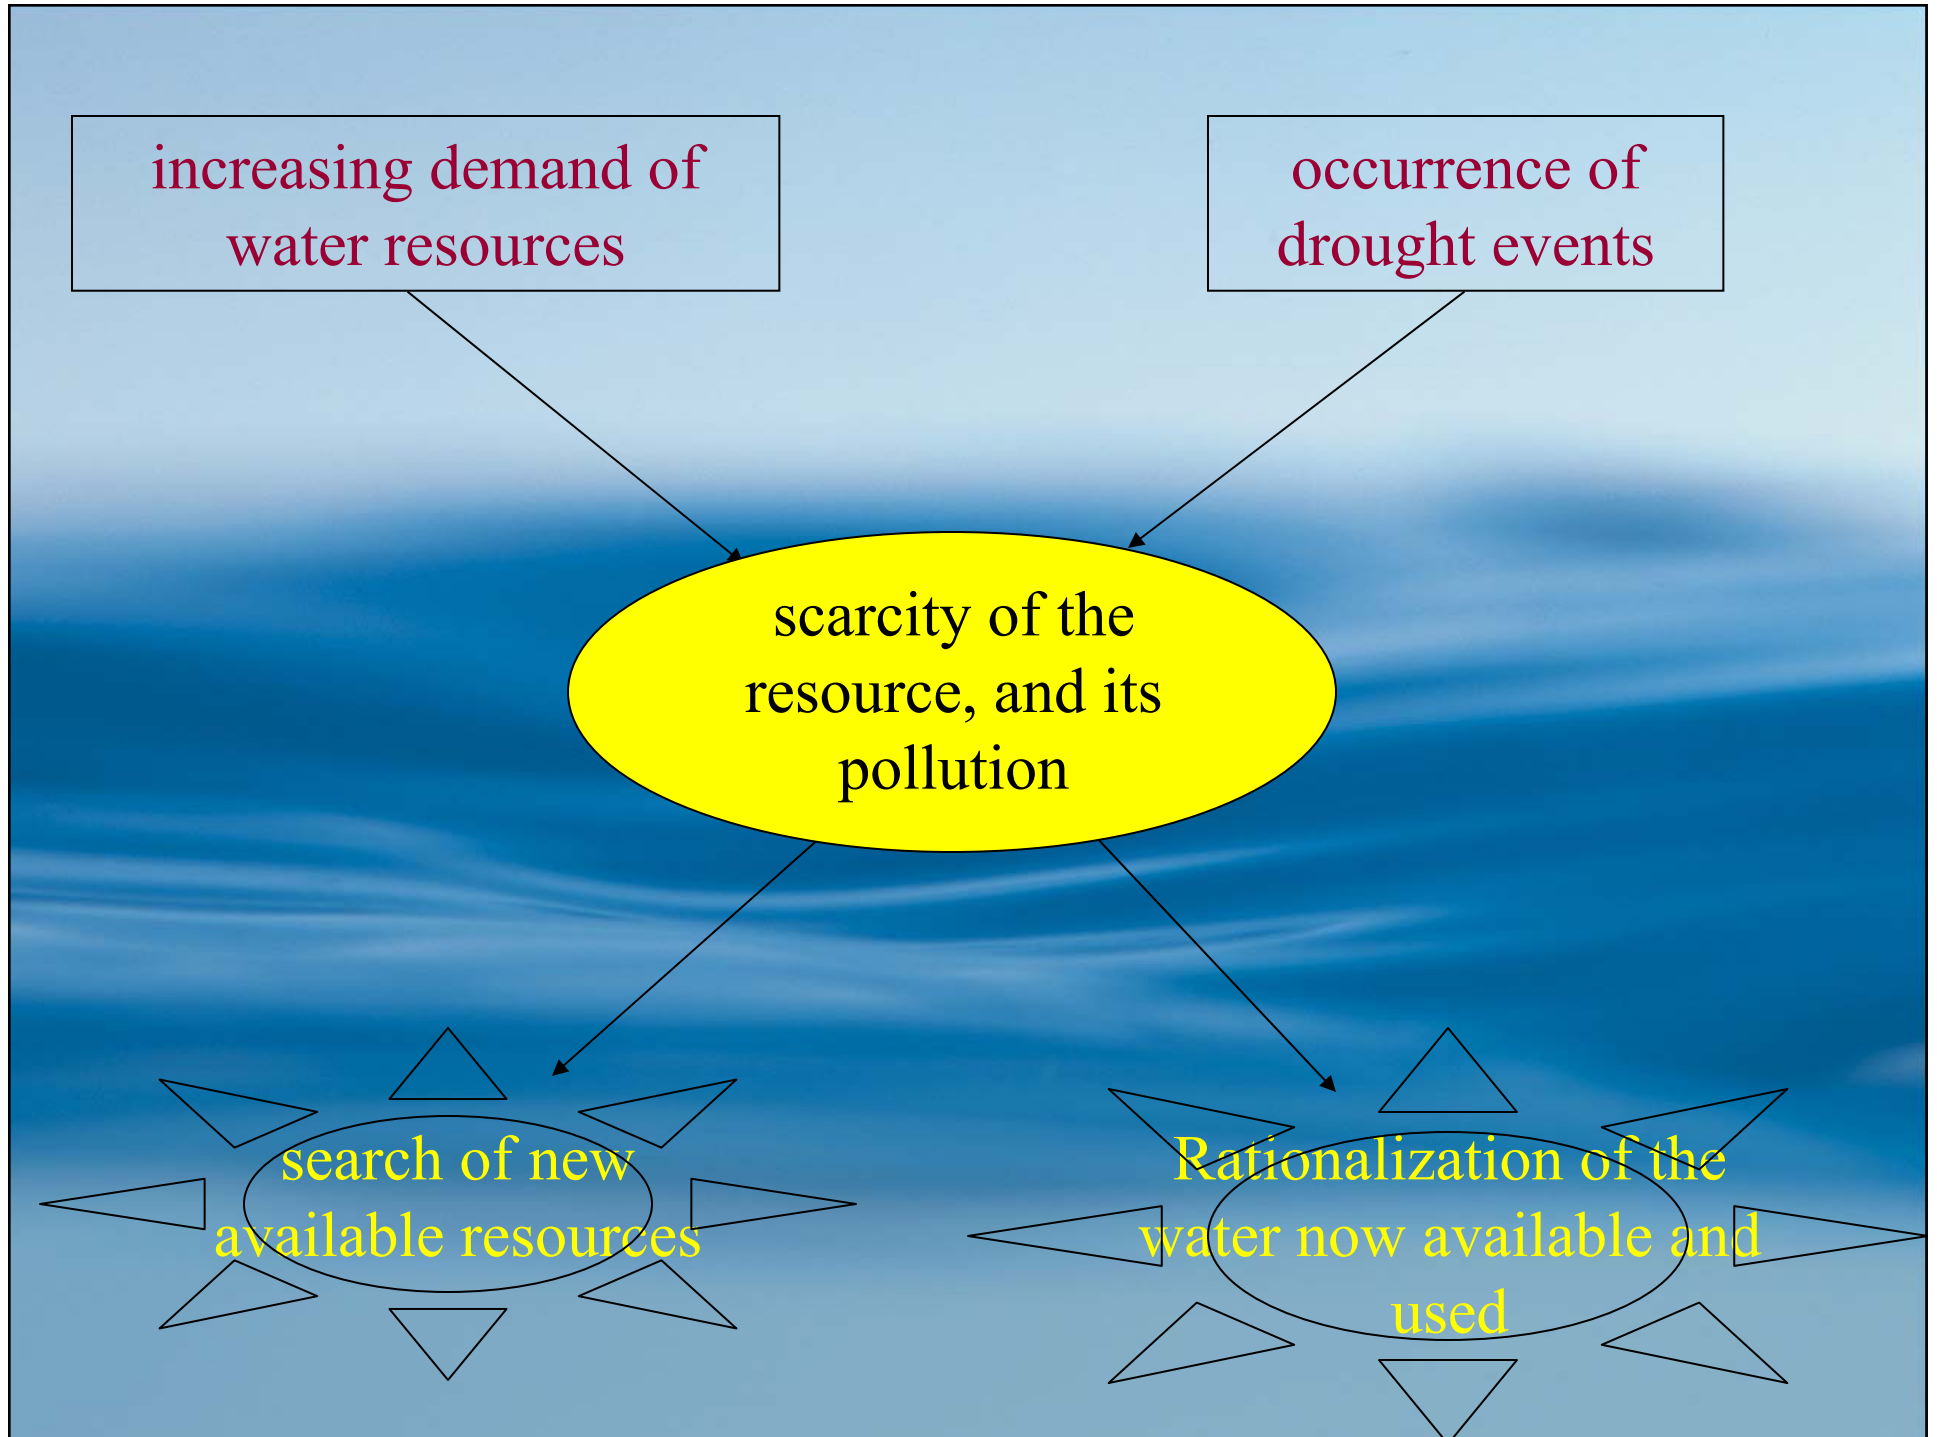 increasing demand of
water resources
occurrence of
drought events
scarcity of the
resource, and its
pollution
search of new
available resources
Rationalization of the
water now available and
used